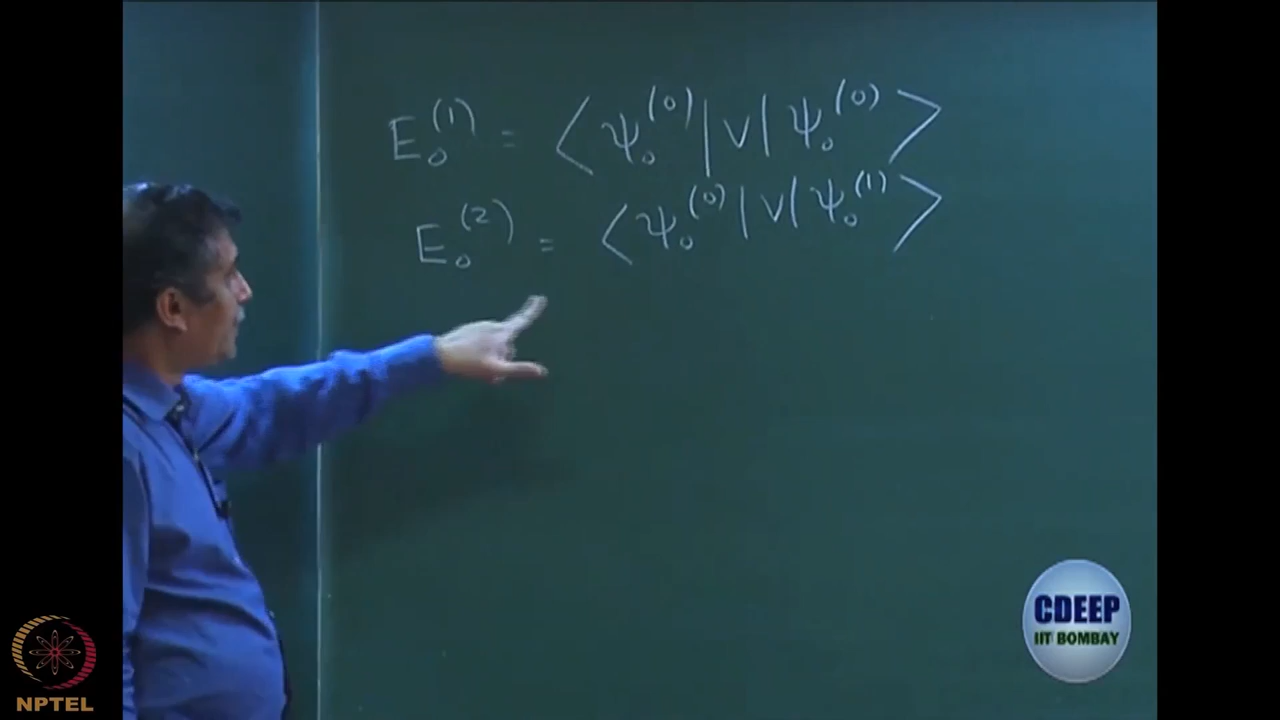 E₀⁽¹⁾ = ⟨ψ₀⁽⁰⁾|V|ψ₀⁽⁰⁾⟩
E₀⁽²⁾ = ⟨ψ₀⁽⁰⁾|V|ψ₀⁽¹⁾⟩
CDEEP
IIT BOMBAY
NPTEL